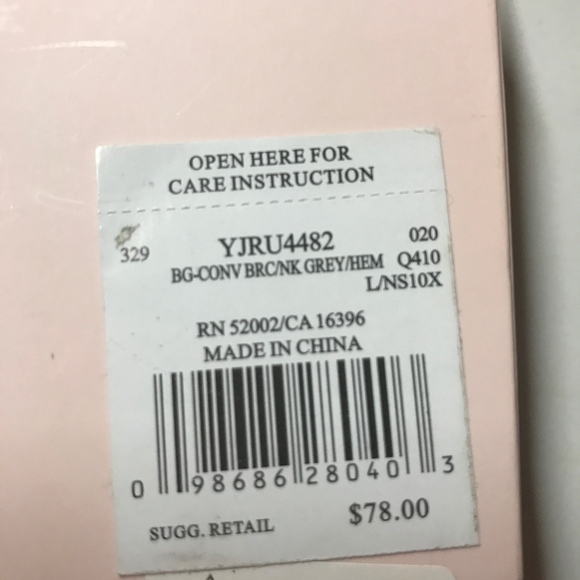 OPEN HERE FOR
CARE INSTRUCTION
329 YJRU4482 020
BG-CONV BRC/NK GREY/HEM Q410
L/NS10X
RN 52002/CA 16396
MADE IN CHINA
0 98686 28040 3
SUGG. RETAIL $78.00